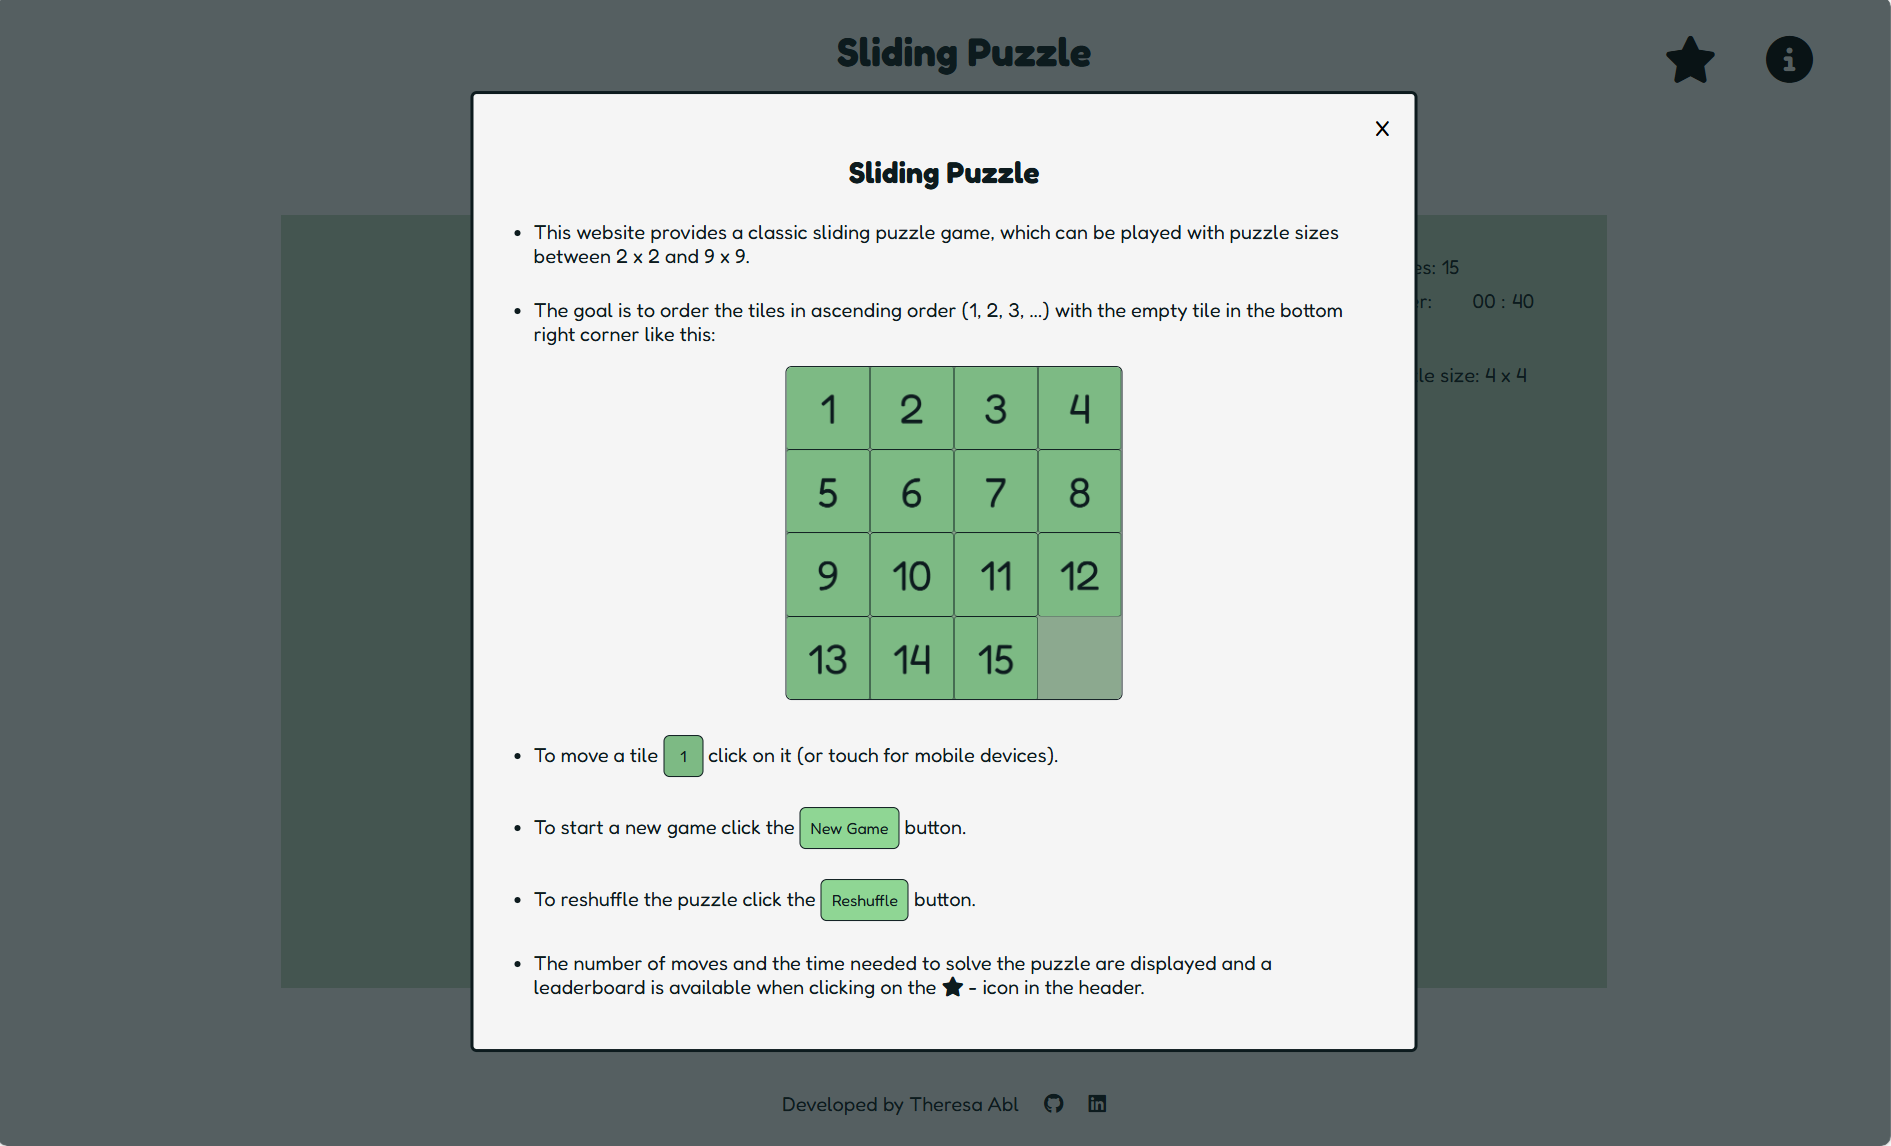 Sliding Puzzle
X
Sliding Puzzle
• This website provides a classic sliding puzzle game, which can be played with puzzle sizes
between 2 x 2 and 9 x 9.
• The goal is to order the tiles in ascending order (1, 2, 3, ...) with the empty tile in the bottom
right corner like this:
1 2 3 4
5 6 7 8
9 10 11 12
13 14 15
• To move a tile 1 click on it (or touch for mobile devices).
• To start a new game click the New Game button.
• To reshuffle the puzzle click the Reshuffle button.
• The number of moves and the time needed to solve the puzzle are displayed and a
leaderboard is available when clicking on the ★ - icon in the header.
15
00 : 40
size: 4 x 4
Developed by Theresa Abl